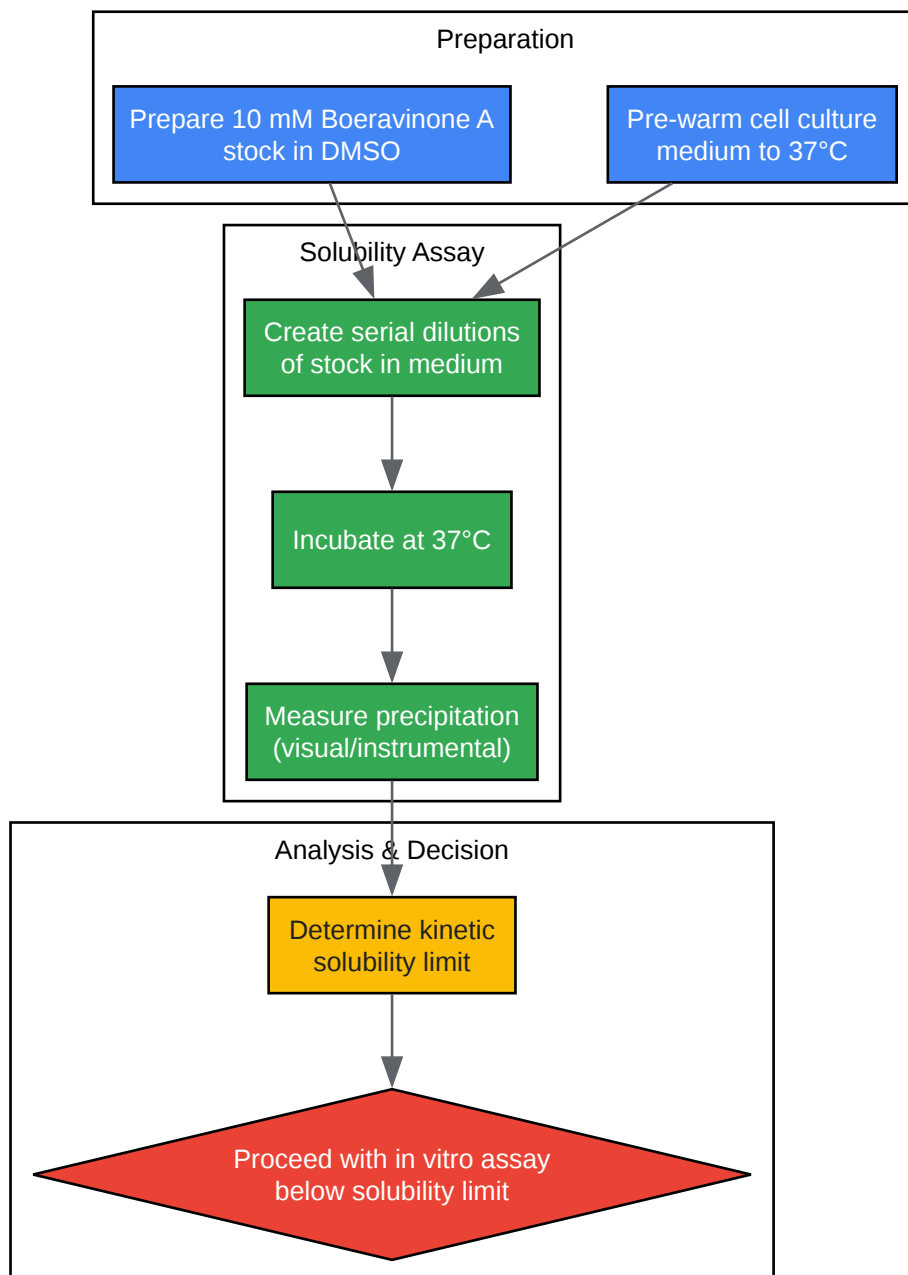 Preparation
Prepare 10 mM Boeravinone A
stock in DMSO
Pre-warm cell culture
medium to 37°C
Solubility Assay
Create serial dilutions
of stock in medium
Incubate at 37°C
Measure precipitation
(visual/instrumental)
Analysis & Decision
Determine kinetic
solubility limit
Proceed with in vitro assay
below solubility limit